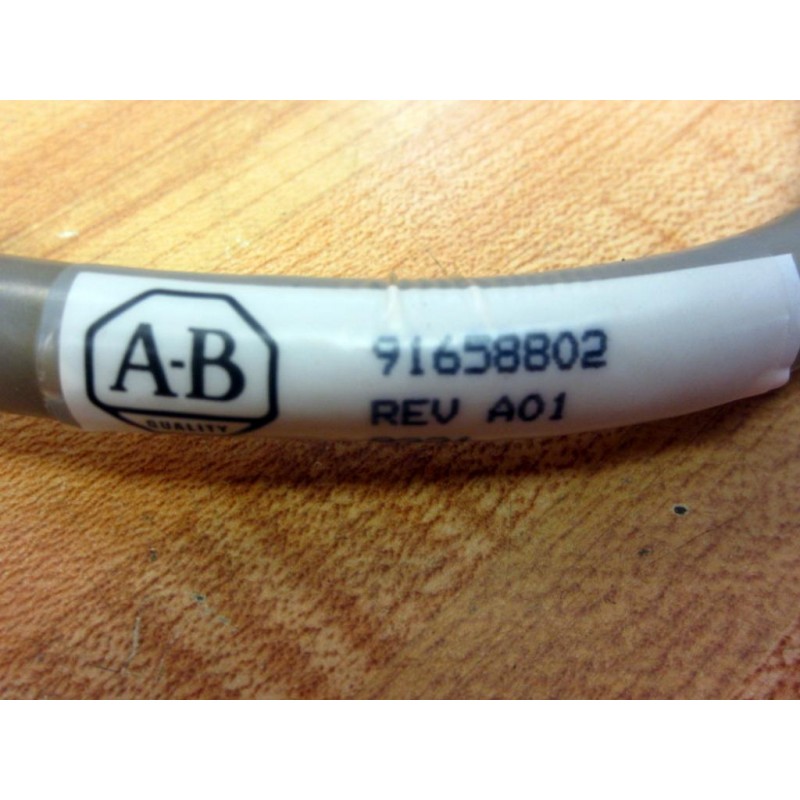 A-B
QUALITY
91658802
REV A01